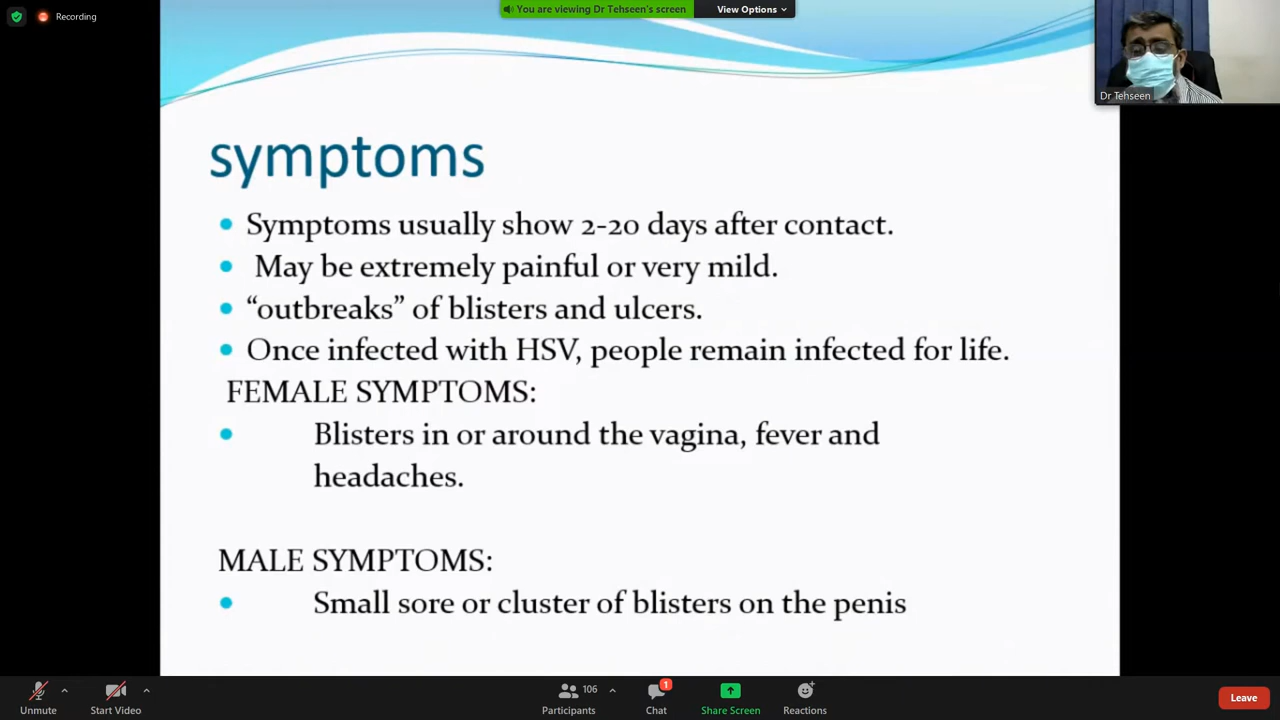 Recording
You are viewing Dr Tehseen's screen
View Options
Dr Tehseen
symptoms
Symptoms usually show 2-20 days after contact.
May be extremely painful or very mild.
“outbreaks” of blisters and ulcers.
Once infected with HSV, people remain infected for life.
FEMALE SYMPTOMS:
Blisters in or around the vagina, fever and
headaches.
MALE SYMPTOMS:
Small sore or cluster of blisters on the penis
Unmute
Start Video
106
Participants
1
Chat
Share Screen
Reactions
Leave